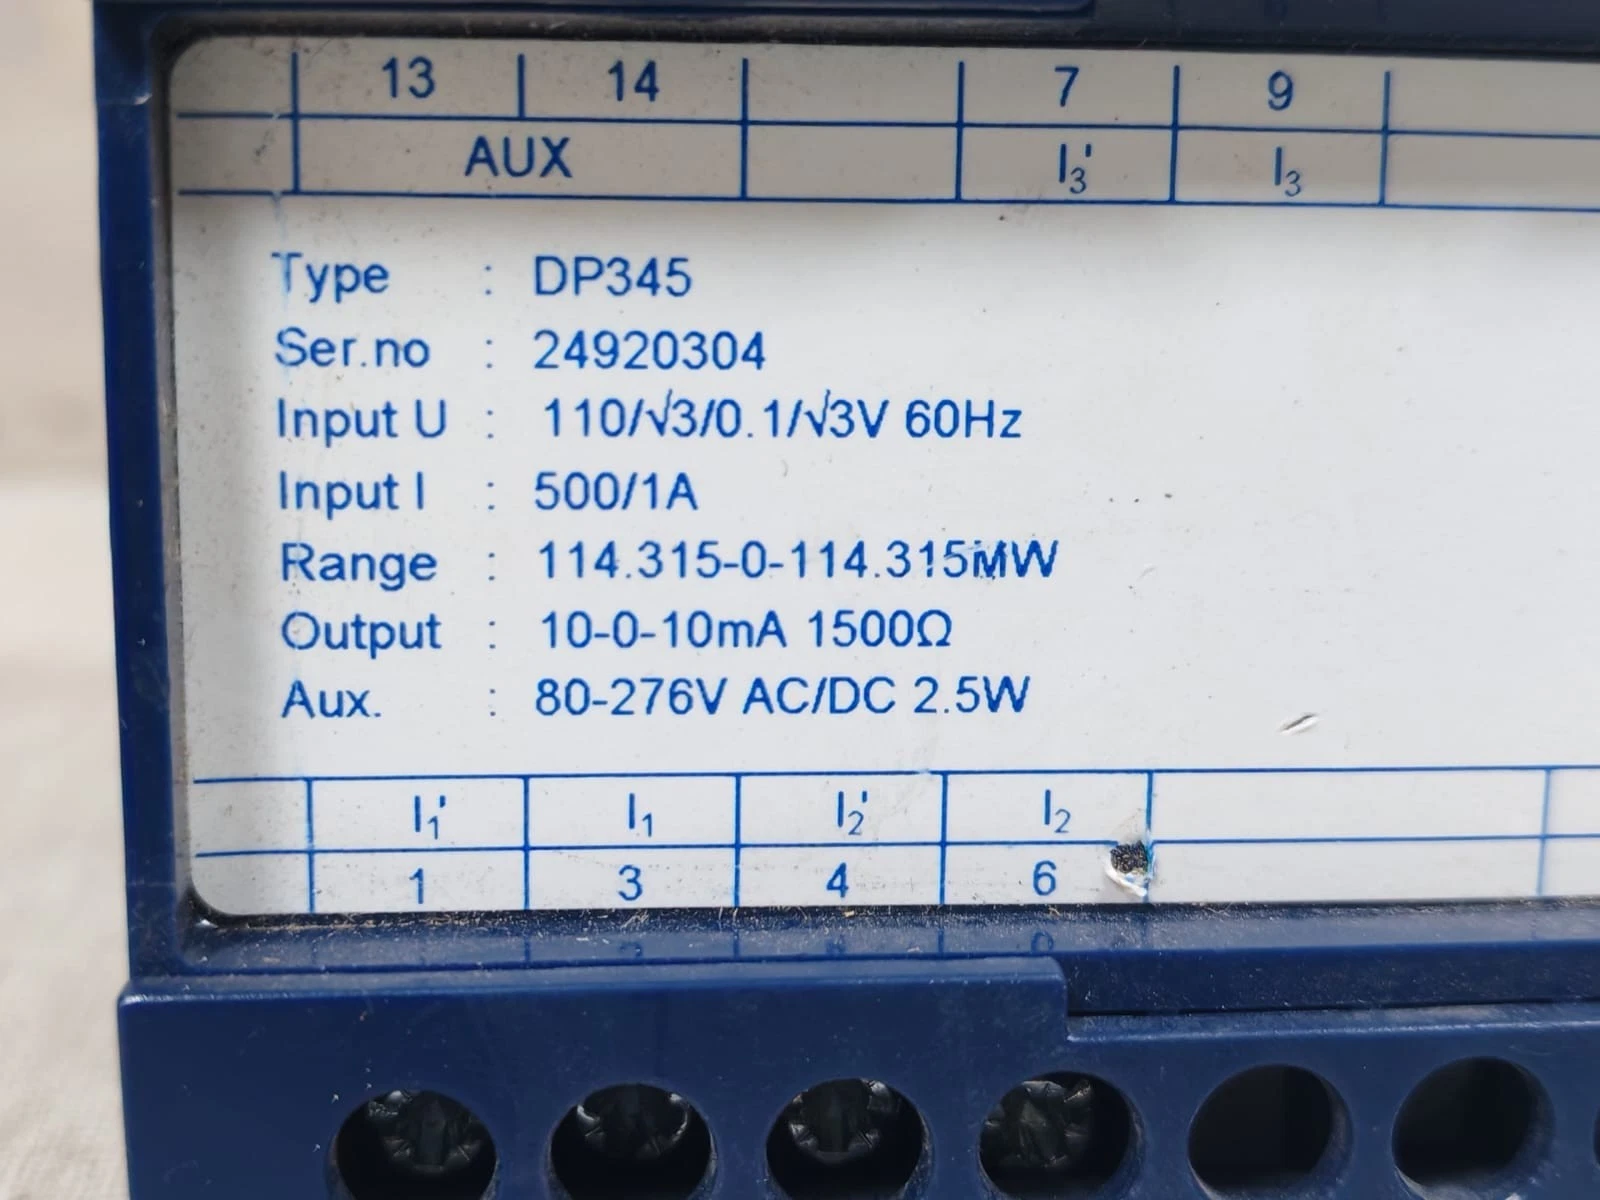 13 14 7 9
AUX I₃' I₃
Type : DP345
Ser.no : 24920304
Input U : 110/√3/0.1/√3V 60Hz
Input I : 500/1A
Range : 114.315-0-114.315MW
Output : 10-0-10mA 1500Ω
Aux. : 80-276V AC/DC 2.5W
I₁' I₁ I₂' I₂
1 3 4 6